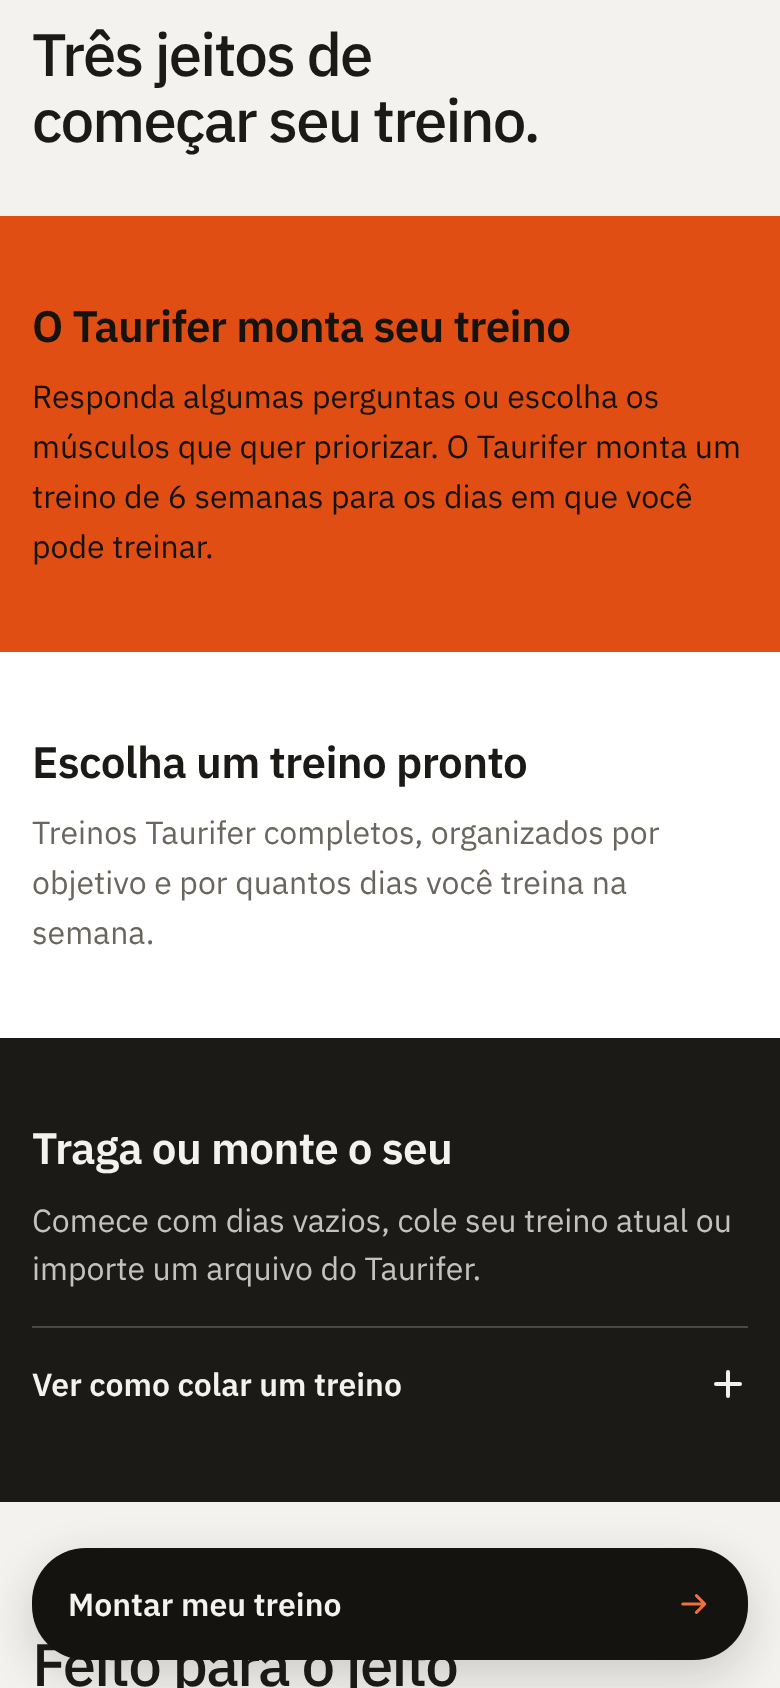 Três jeitos de
começar seu treino.
O Taurifer monta seu treino
Responda algumas perguntas ou escolha os
músculos que quer priorizar. O Taurifer monta um
treino de 6 semanas para os dias em que você
pode treinar.
Escolha um treino pronto
Treinos Taurifer completos, organizados por
objetivo e por quantos dias você treina na
semana.
Traga ou monte o seu
Comece com dias vazios, cole seu treino atual ou
importe um arquivo do Taurifer.
Ver como colar um treino
Montar meu treino
Feito para o jeito